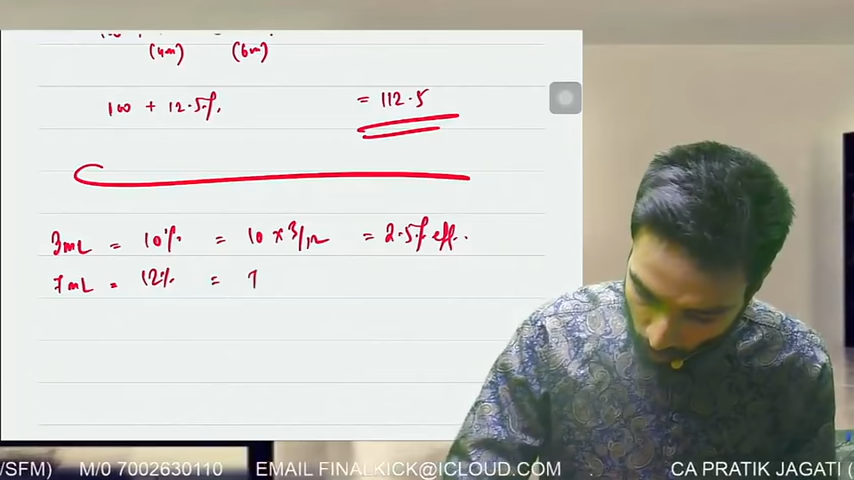 (4m) (6m)
100 + 12.5%. = 112.5
3mL = 10% = 10 x 3/12 = 2.5% eff.
7mL = 12% = 7
/SFM) M/0 7002630110 EMAIL FINALKICK@ICLOUD.COM CA PRATIK JAGATI (